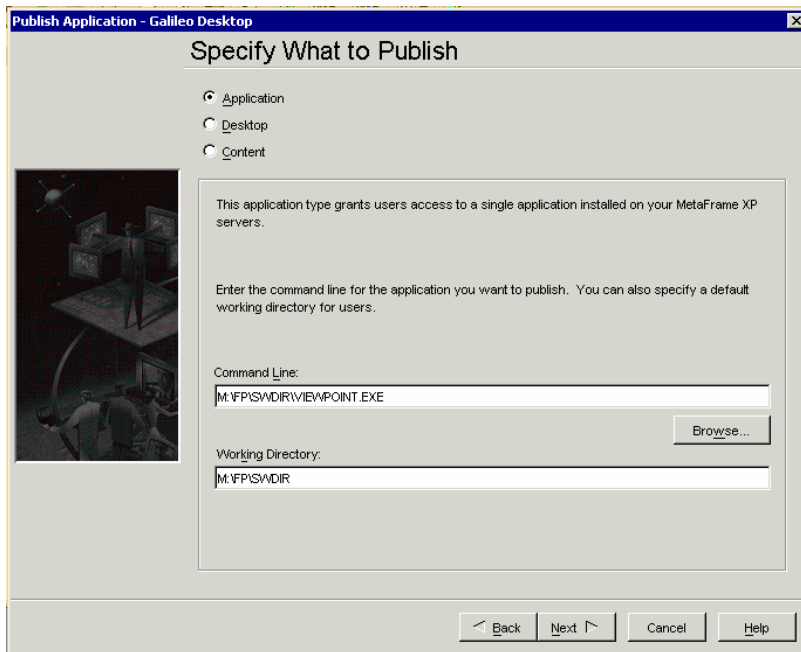 Publish Application - Galileo Desktop
Specify What to Publish
Application
Desktop
Content
This application type grants users access to a single application installed on your MetaFrame XP
servers.
Enter the command line for the application you want to publish. You can also specify a default
working directory for users.
Command Line:
M:\FP\SWDIR\VIEWPOINT.EXE
Browse...
Working Directory:
M:\FP\SWDIR
Back Next Cancel Help